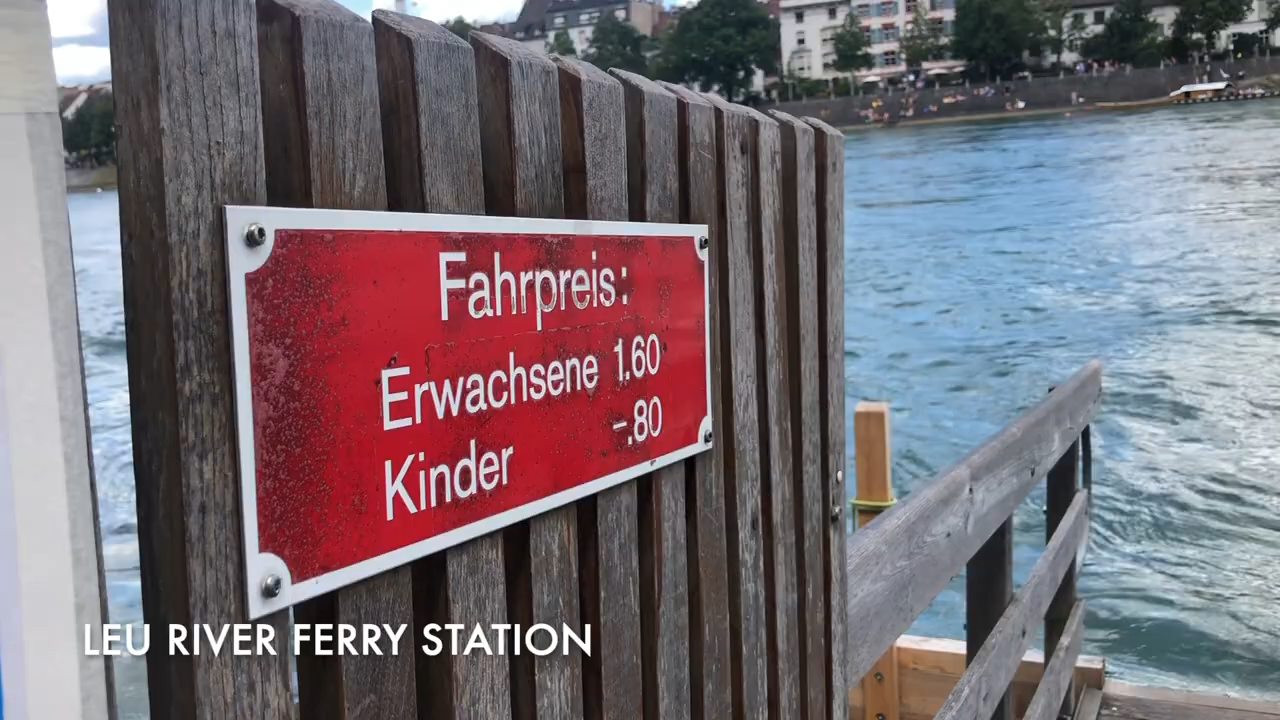 Fahrpreis:
Erwachsene 1.60
Kinder -.80
LEU RIVER FERRY STATION